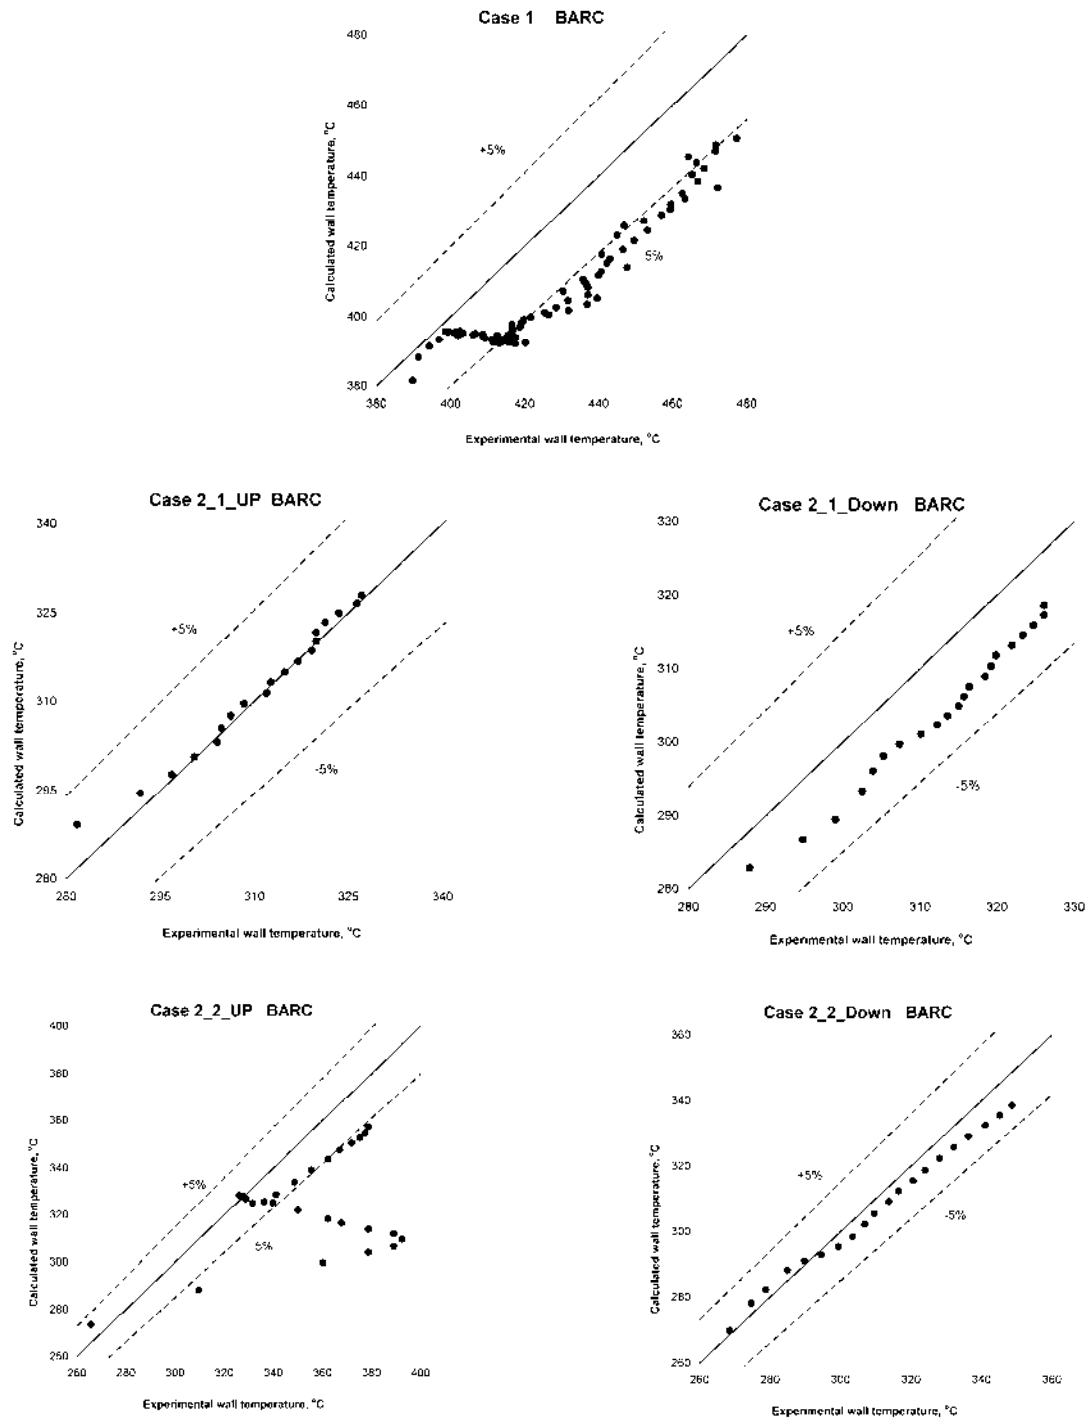 Case 1 BARC
480
460
440
420
400
380
Calculated wall temperature, °C
+5%
5%
380 400 420 440 460 480
Experimental wall temperature, °C
Case 2_1_UP BARC
340
325
310
295
280
Calculated wall temperature, °C
+5%
-5%
280 295 310 325 340
Experimental wall temperature, °C
Case 2_1_Down BARC
330
320
310
300
290
280
Calculated wall temperature, °C
+5%
-5%
280 290 300 310 320 330
Experimental wall temperature, °C
Case 2_2_UP BARC
400
380
360
340
320
300
280
260
Calculated wall temperature, °C
+5%
5%
260 280 300 320 340 360 380 400
Experimental wall temperature, °C
Case 2_2_Down BARC
360
340
320
300
280
260
Calculated wall temperature, °C
+5%
-5%
260 280 300 320 340 360
Experimental wall temperature, °C